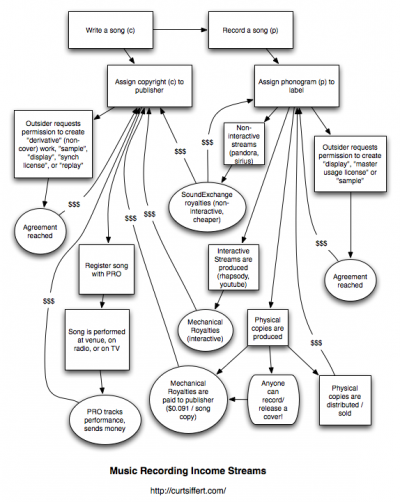 Write a song (c)
Record a song (p)
Assign copyright (c) to
publisher
Assign phonogram (p) to
label
Outsider requests
permission to create
"derivative" (non-
cover) work, "sample",
"display", "synch
license", or "replay"
Non-
interactive
streams
(pandora,
sirius)
Outsider requests
permission to create
"display", "master
usage license" or
"sample"
$$$
$$$
$$$
$$$
$$$
SoundExchange
royalties (non-
interactive,
cheaper)
Agreement
reached
$$$
$$$
Register song
with PRO
Interactive
Streams are
produced
(rhapsody,
youtube)
Agreement
reached
$$$
$$$
Song is performed
at venue, on
radio, or on TV
Mechanical
Royalties
(interactive)
Physical
copies are
produced
PRO tracks
performance,
sends money
Mechanical
Royalties are
paid to publisher
($0.091 / song
copy)
Anyone
can
record/
release a
cover!
Physical
copies are
distributed /
sold
Music Recording Income Streams
http://curtsiffert.com/